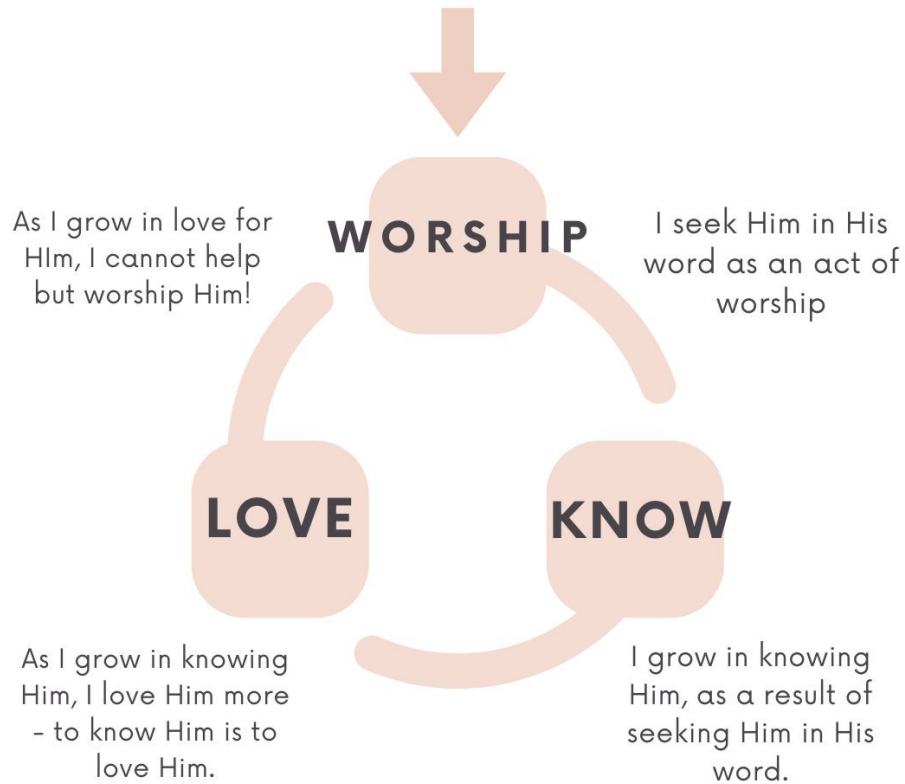 WORSHIP
As I grow in love for
HIm, I cannot help
but worship Him!
I seek Him in His
word as an act of
worship
LOVE
KNOW
As I grow in knowing
Him, I love Him more
- to know Him is to
love Him.
I grow in knowing
Him, as a result of
seeking Him in His
word.